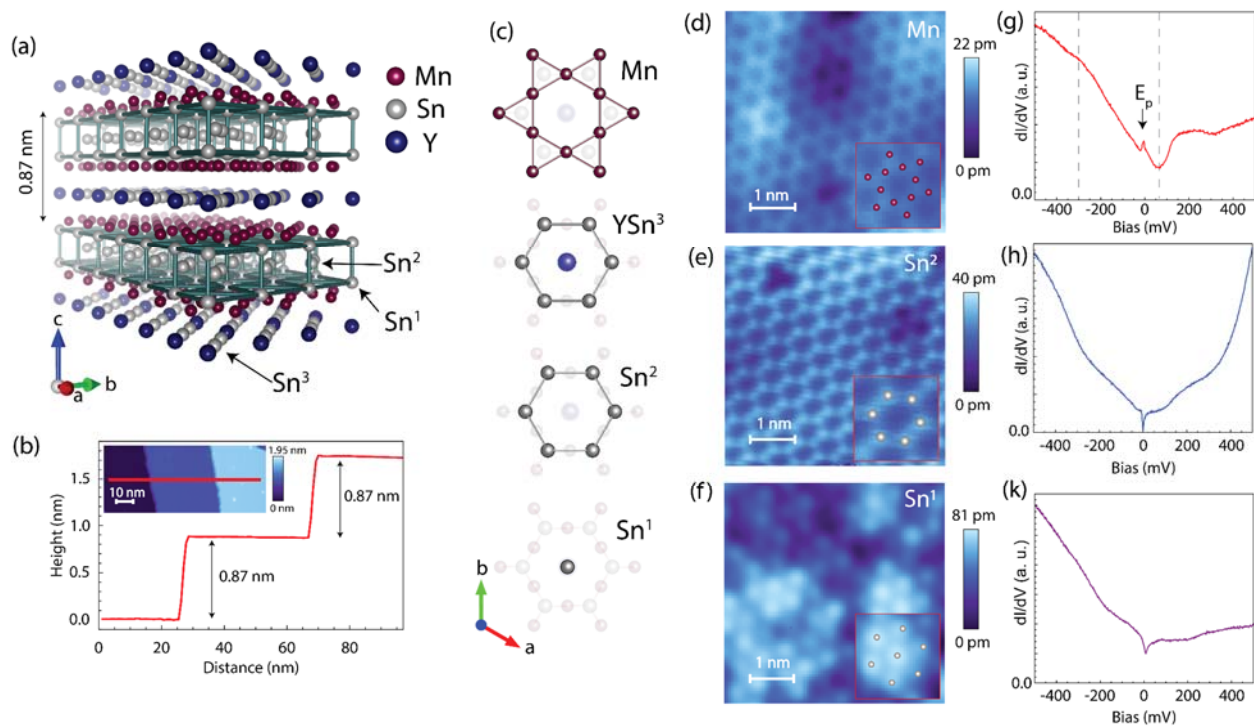 (a)
Mn
Sn
Y
0.87 nm
Sn²
Sn¹
Sn³
c
b
a
(b)
1.95 nm
10 nm
0 nm
0.87 nm
0.87 nm
Height (nm)
1.5
1.0
0.5
0.0
0 20 40 60 80
Distance (nm)
(c)
Mn
YSn³
Sn²
Sn¹
b
a
(d)
Mn
1 nm
22 pm
0 pm
(e)
Sn²
1 nm
40 pm
0 pm
(f)
Sn¹
1 nm
81 pm
0 pm
(g)
Eₚ
dI/dV (a. u.)
0.0
-400 -200 0 200 400
Bias (mV)
(h)
dI/dV (a. u.)
0.0
-400 -200 0 200 400
Bias (mV)
(k)
dI/dV (a. u.)
0.0
-400 -200 0 200 400
Bias (mV)